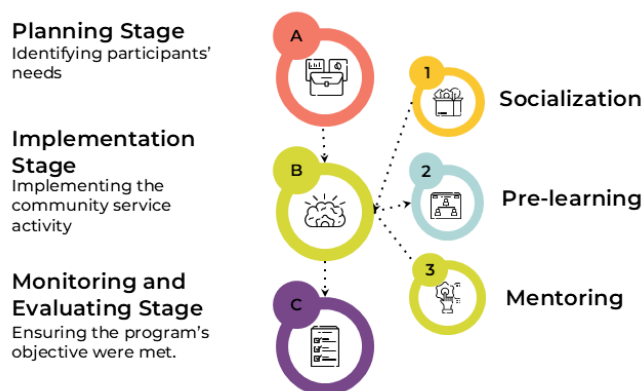 Planning Stage
Identifying participants'
needs
A
1
Socialization
Implementation
Stage
Implementing the
community service
activity
B
2
Pre-learning
Monitoring and
Evaluating Stage
Ensuring the program's
objective were met.
C
3
Mentoring